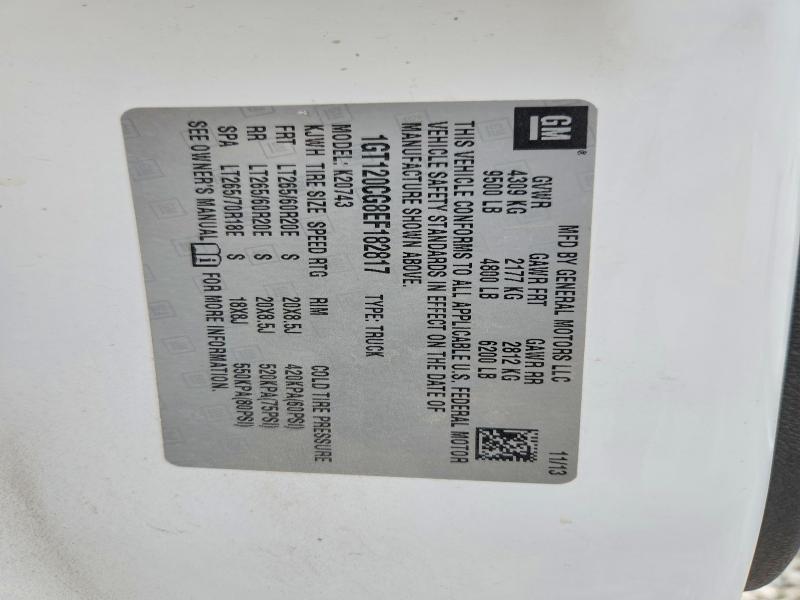 GM®
MFD BY GENERAL MOTORS LLC 11/13
GVWR GAWR FRT GAWR RR
4309 KG 2177 KG 2812 KG
9500 LB 4800 LB 6200 LB
THIS VEHICLE CONFORMS TO ALL APPLICABLE U.S. FEDERAL MOTOR
VEHICLE SAFETY STANDARDS IN EFFECT ON THE DATE OF
MANUFACTURE SHOWN ABOVE.
1GT120CG8EF182817 TYPE: TRUCK
MODEL: K20743
KJWH TIRE SIZE SPEED RTG RIM COLD TIRE PRESSURE
FRT LT265/60R20E S 20X8.5J 420KPA(60PSI)
RR LT265/60R20E S 20X8.5J 520KPA(75PSI)
SPA LT265/70R18E S 18X8J 550KPA(80PSI)
SEE OWNER'S MANUAL FOR MORE INFORMATION.